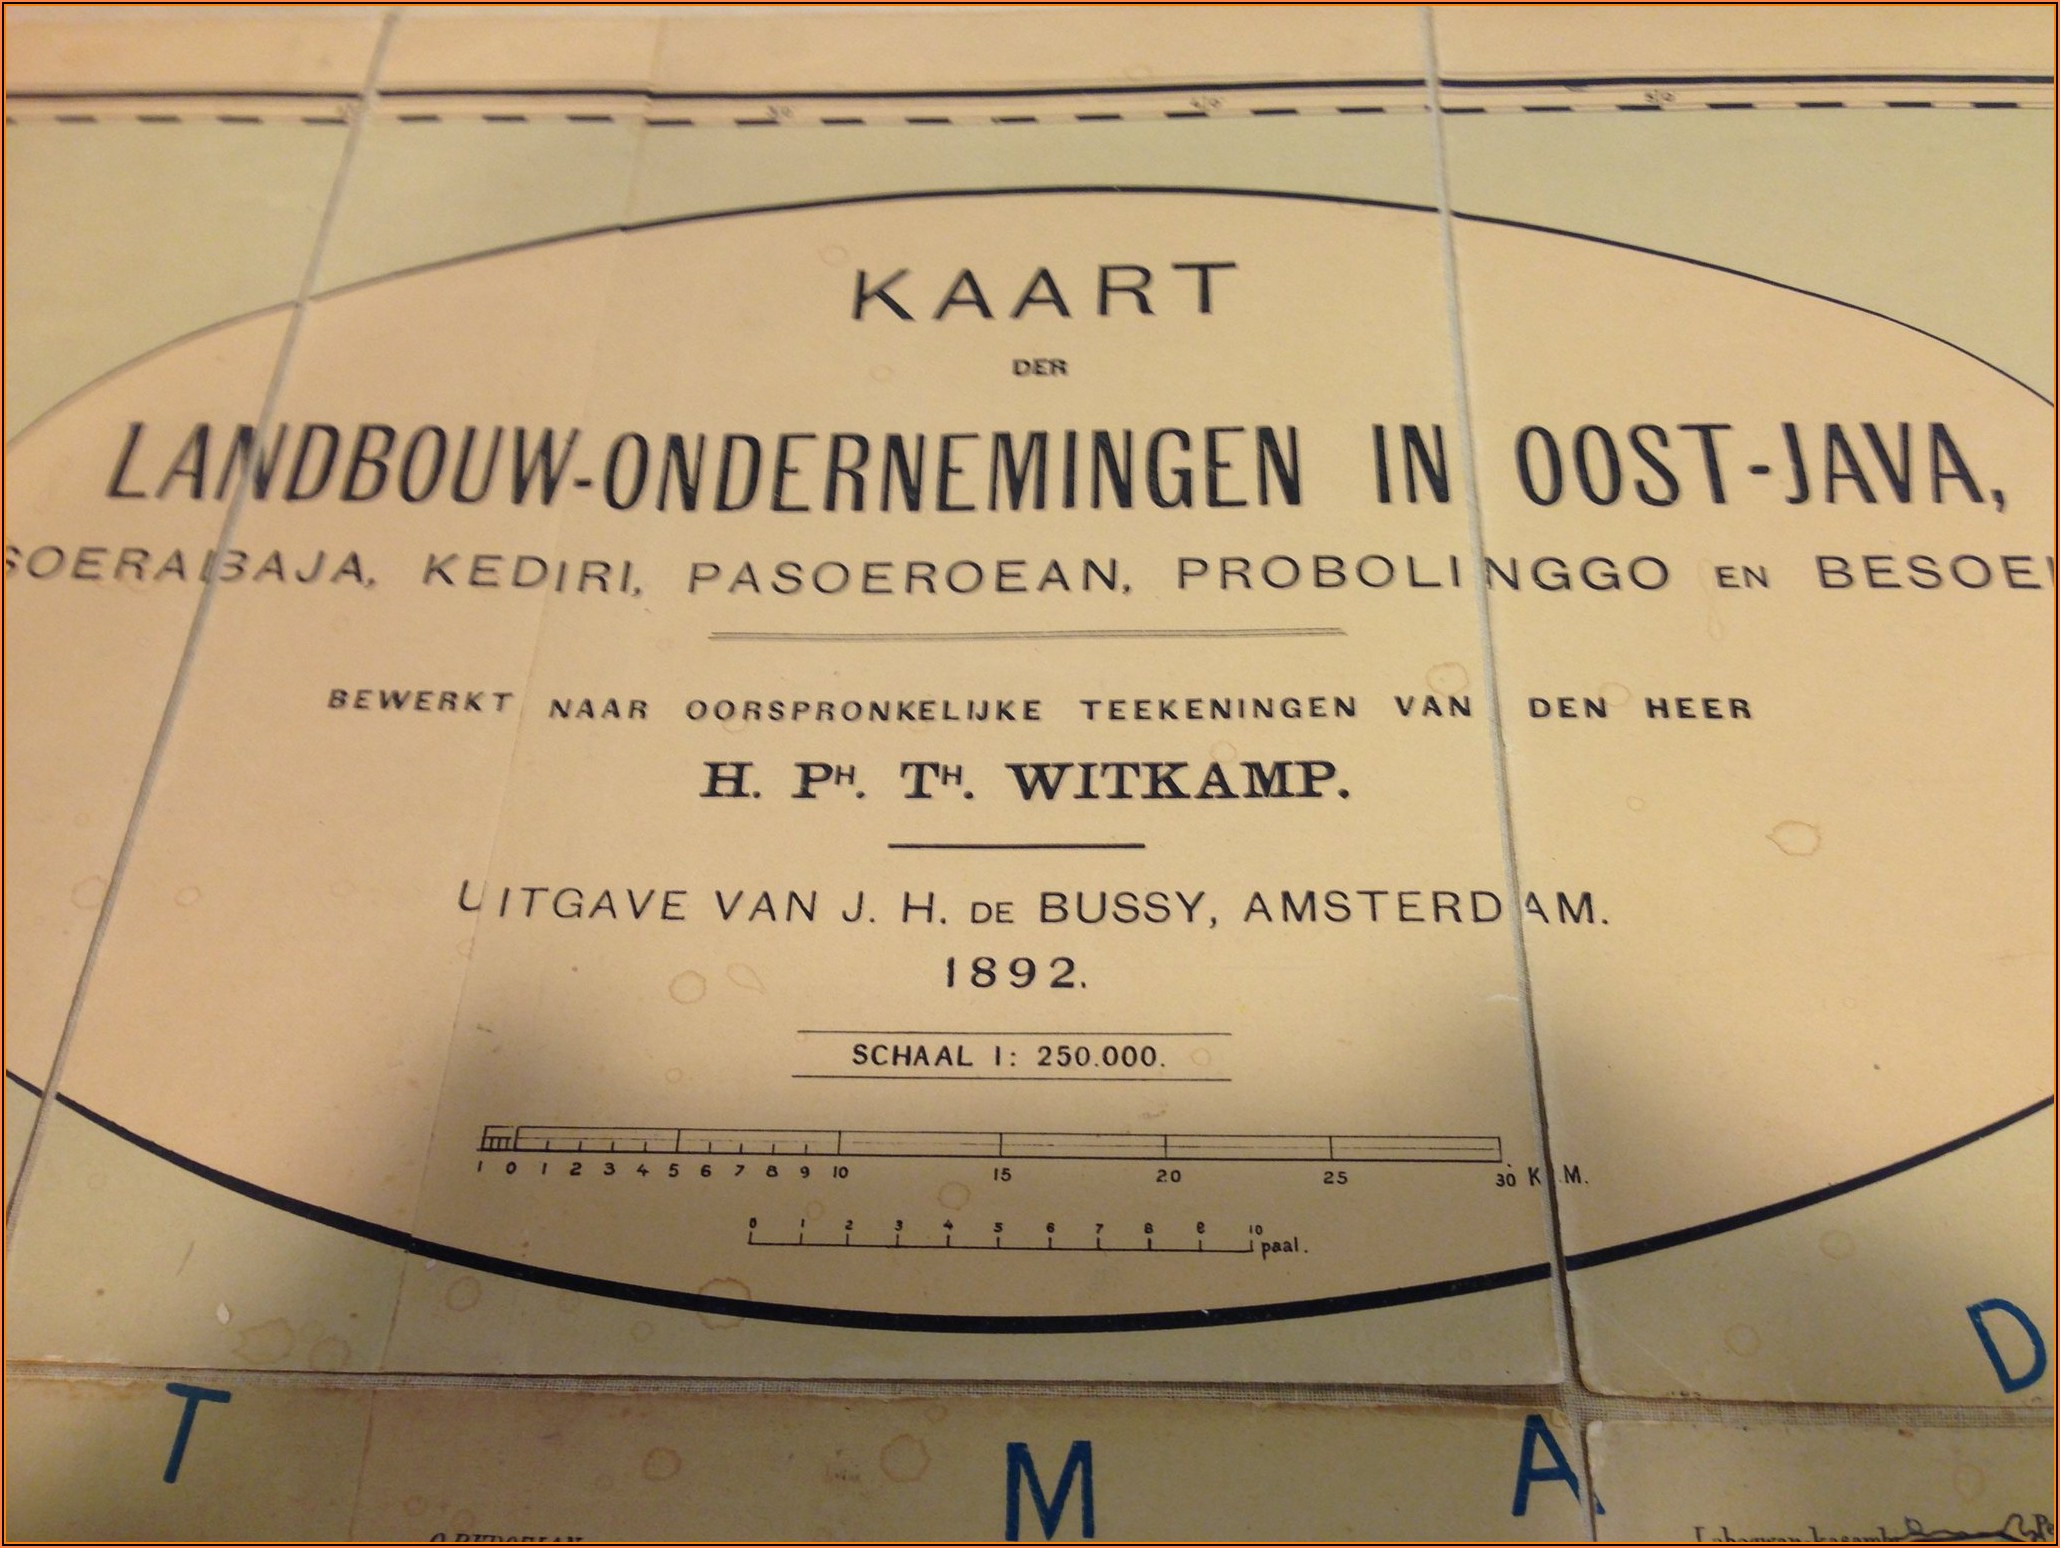 KAART
DER
LANDBOUW-ONDERNEMINGEN IN OOST-JAVA,
SOERABAJA, KEDIRI, PASOEROEAN, PROBOLINGGO EN BESOE
BEWERKT NAAR OORSPRONKELIJKE TEEKENINGEN VAN DEN HEER
H. PH. TH. WITKAMP.
UITGAVE VAN J. H. DE BUSSY, AMSTERDAM.
1892.
SCHAAL 1: 250.000.
1 0 1 2 3 4 5 6 7 8 9 10 15 20 25 30 K.M.
0 1 2 3 4 5 6 7 8 9 10 paal.
T M A D